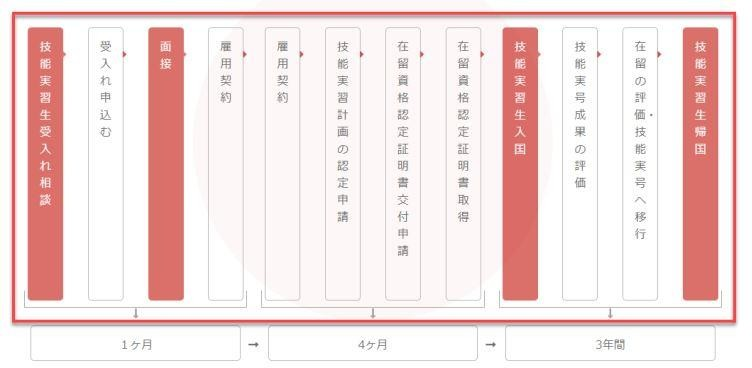 技能実習生受入れ相談
受入れ申込む
面接
雇用契約
雇用契約
技能実習計画の認定申請
在留資格認定証明書交付申請
在留資格認定証明書取得
技能実習生入国
技能実号成果の評価
在留の評価・技能実号へ移行
技能実習生帰国
1ヶ月
4ヶ月
3年間